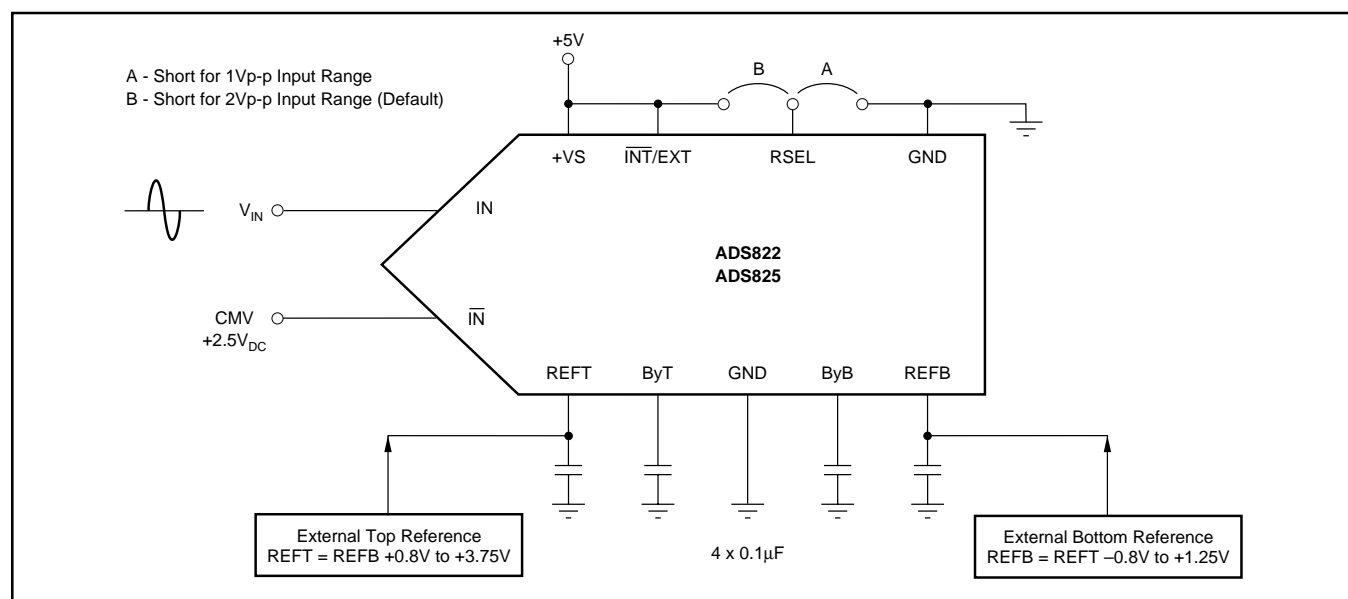 +5V
A - Short for 1Vp-p Input Range
B - Short for 2Vp-p Input Range (Default)
B
A
+VS
INT/EXT
RSEL
GND
VIN
IN
ADS822
ADS825
CMV
+2.5VDC
IN
REFT
ByT
GND
ByB
REFB
External Top Reference
REFT = REFB +0.8V to +3.75V
4 x 0.1µF
External Bottom Reference
REFB = REFT –0.8V to +1.25V